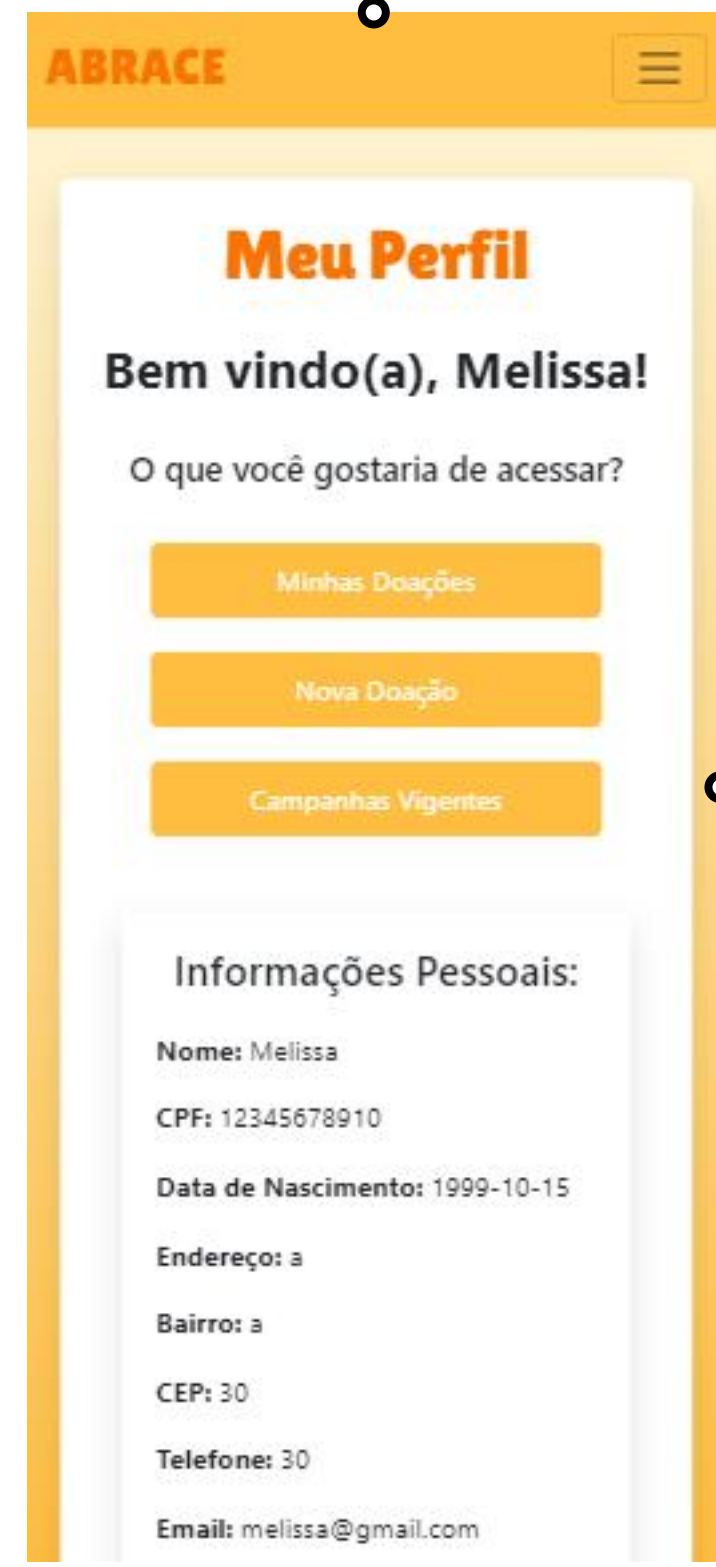 ABRACE
Meu Perfil
Bem vindo(a), Melissa!
O que você gostaria de acessar?
Minhas Doações
Nova Doação
Campanhas Vigentes
Informações Pessoais:
Nome: Melissa
CPF: 12345678910
Data de Nascimento: 1999-10-15
Endereço: a
Bairro: a
CEP: 30
Telefone: 30
Email: melissa@gmail.com